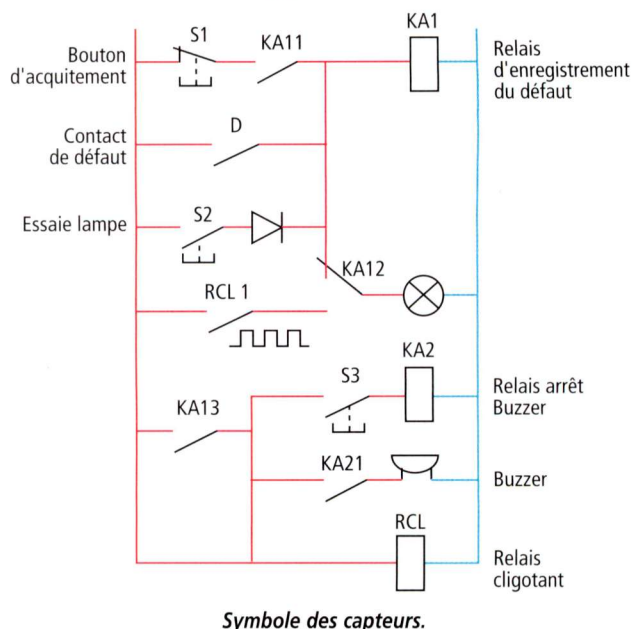 S1
KA11
KA1
Bouton
d'acquitement
Relais
d'enregistrement
du défaut
Contact
de défaut
D
Essaie lampe
S2
KA12
RCL 1
KA2
S3
Relais arrêt
Buzzer
KA13
KA21
Buzzer
RCL
Relais
cligotant
Symbole des capteurs.